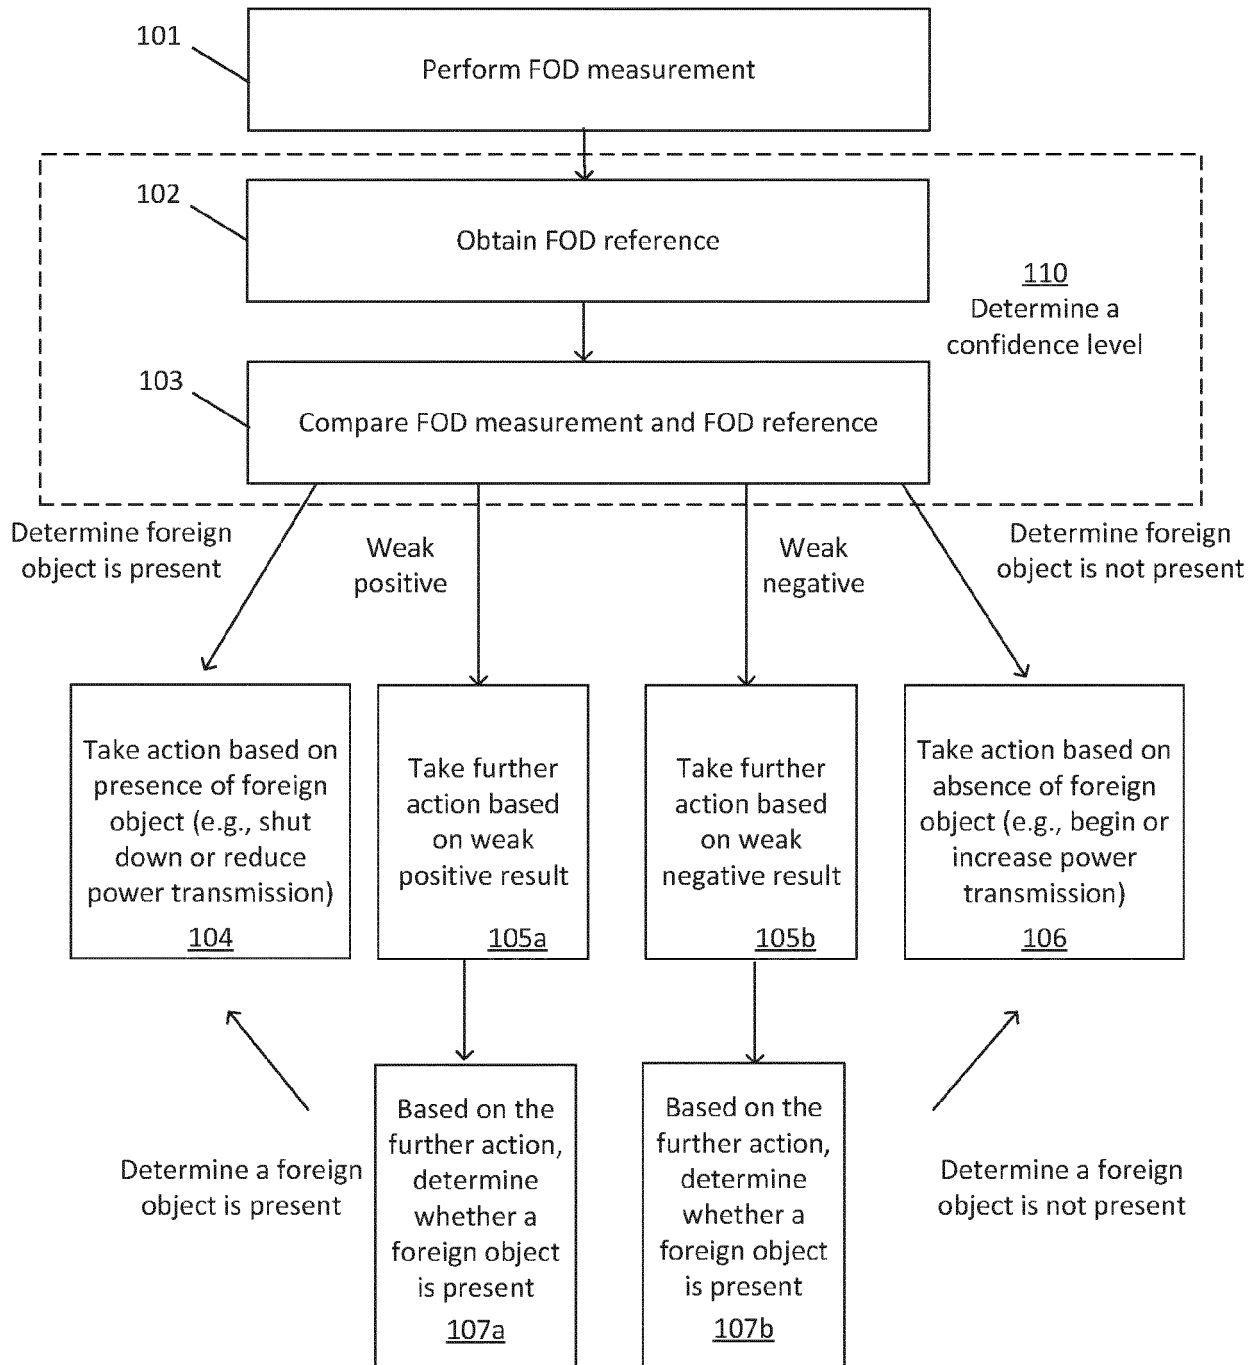 101
Perform FOD measurement
102
Obtain FOD reference
110
Determine a
confidence level
103
Compare FOD measurement and FOD reference
Determine foreign
object is present
Weak
positive
Weak
negative
Determine foreign
object is not present
Take action based on
presence of foreign
object (e.g., shut
down or reduce
power transmission)
104
Take further
action based
on weak
positive result
105a
Take further
action based
on weak
negative result
105b
Take action based on
absence of foreign
object (e.g., begin or
increase power
transmission)
106
Determine a foreign
object is present
Based on the
further action,
determine
whether a
foreign object
is present
107a
Based on the
further action,
determine
whether a
foreign object
is present
107b
Determine a foreign
object is not present